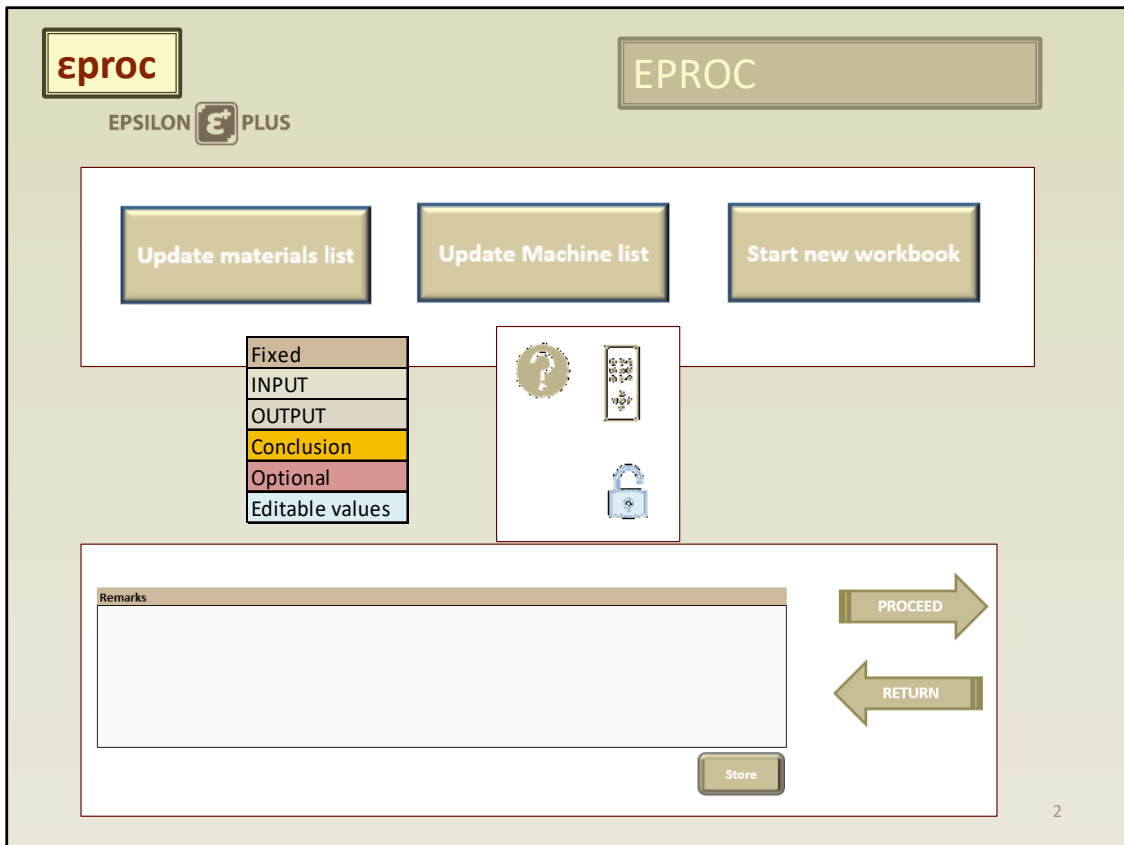 εproc
EPROC
EPSILON ε+ PLUS
Update materials list
Update Machine list
Start new workbook
Fixed
INPUT
OUTPUT
Conclusion
Optional
Editable values
?
Remarks
PROCEED
RETURN
Store
2